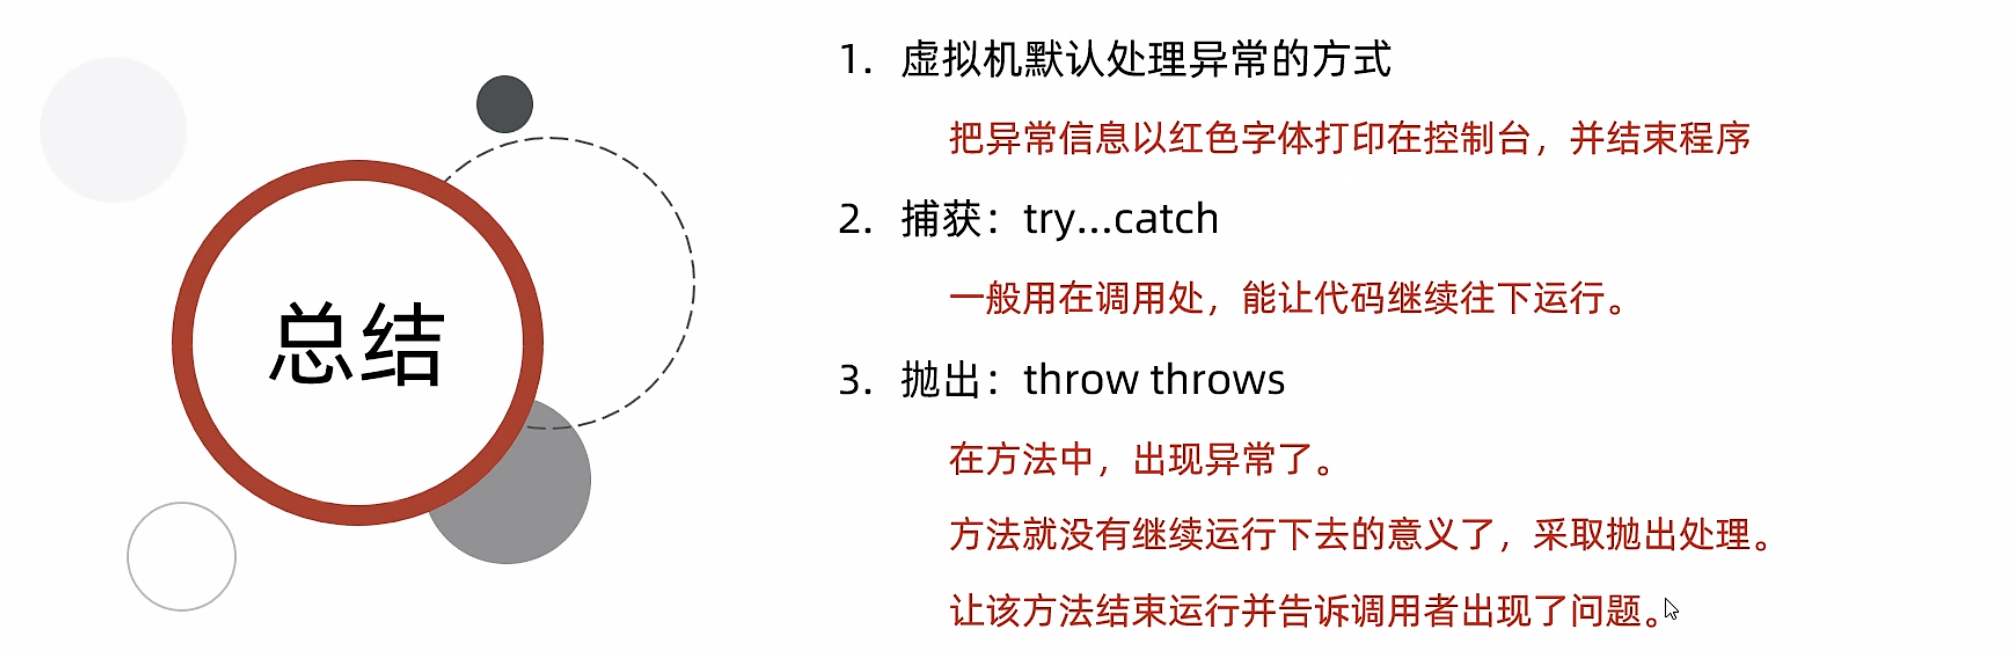 总结
1. 虚拟机默认处理异常的方式
把异常信息以红色字体打印在控制台，并结束程序
2. 捕获：try...catch
一般用在调用处，能让代码继续往下运行。
3. 抛出：throw throws
在方法中，出现异常了。
方法就没有继续运行下去的意义了，采取抛出处理。
让该方法结束运行并告诉调用者出现了问题。